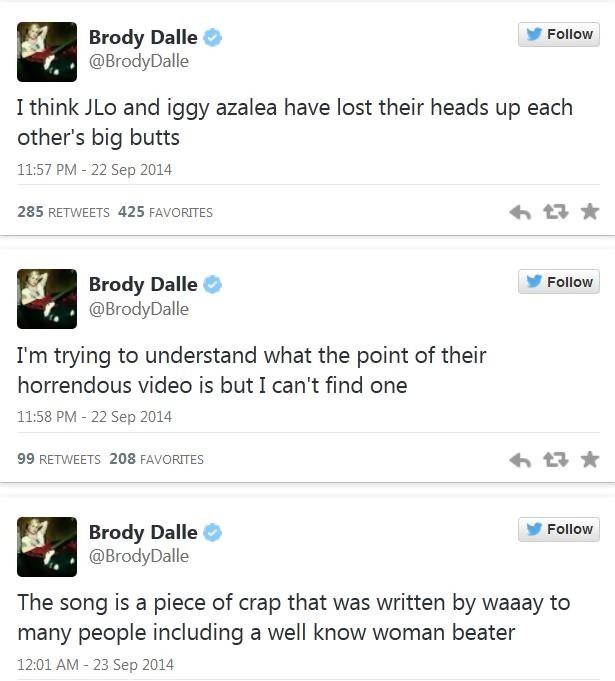 Brody Dalle
Follow
@BrodyDalle
I think JLo and iggy azalea have lost their heads up each
other's big butts
11:57 PM - 22 Sep 2014
285 RETWEETS 425 FAVORITES
Brody Dalle
Follow
@BrodyDalle
I'm trying to understand what the point of their
horrendous video is but I can't find one
11:58 PM - 22 Sep 2014
99 RETWEETS 208 FAVORITES
Brody Dalle
Follow
@BrodyDalle
The song is a piece of crap that was written by waaay to
many people including a well know woman beater
12:01 AM - 23 Sep 2014